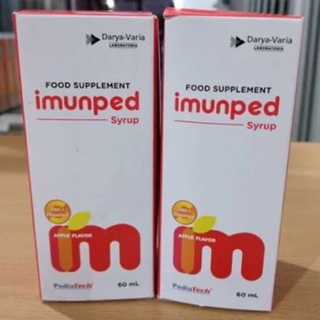 Darya-Varia
LABORATORIA
FOOD SUPPLEMENT
imunped
Syrup
APPLE FLAVOR
im
PediaTech
60 mL
Darya-Varia
LABORATORIA
FOOD SUPPLEMENT
imunped
Syrup
APPLE FLAVOR
im
PediaTech
60 mL